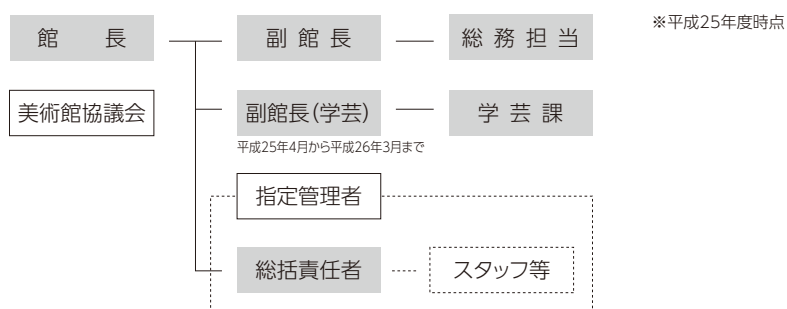 館長
副館長
総務担当
※平成25年度時点
美術館協議会
副館長(学芸)
学芸課
平成25年4月から平成26年3月まで
指定管理者
総括責任者
スタッフ等